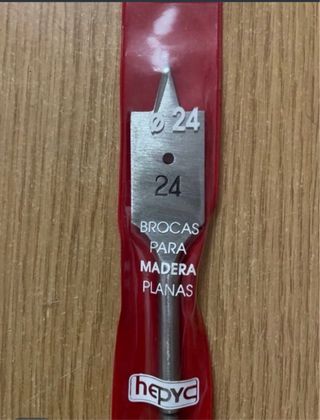 ø 24
24
BROCAS
PARA
MADERA
PLANAS
hepyc